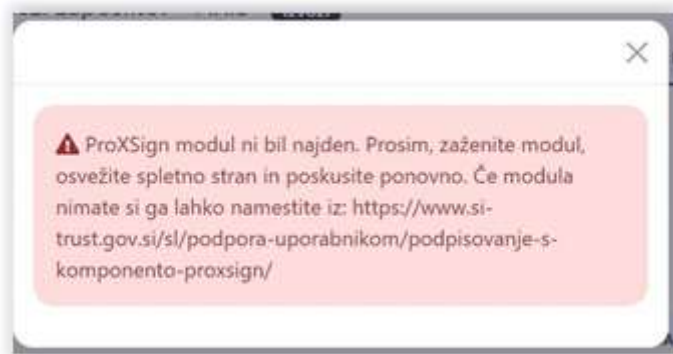 ProXSign modul ni bil najden. Prosim, zaženite modul,
osvežite spletno stran in poskusite ponovno. Če modula
nimate si ga lahko namestite iz: https://www.si-
trust.gov.si/sl/podpora-uporabnikom/podpisovanje-s-
komponento-proxsign/